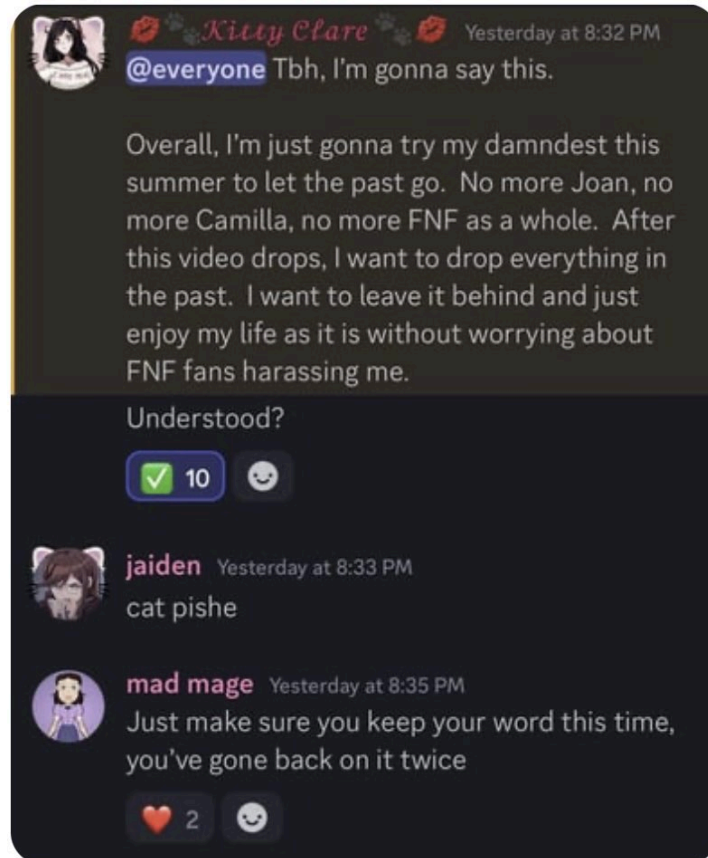 💋🐾𝓚𝓲𝓽𝓽𝔂 𝓒𝓵𝓪𝓻𝓮🐾💋 Yesterday at 8:32 PM
@everyone Tbh, I’m gonna say this.
Overall, I’m just gonna try my damndest this
summer to let the past go. No more Joan, no
more Camilla, no more FNF as a whole. After
this video drops, I want to drop everything in
the past. I want to leave it behind and just
enjoy my life as it is without worrying about
FNF fans harassing me.
Understood?
✅ 10
jaiden Yesterday at 8:33 PM
cat pishe
mad mage Yesterday at 8:35 PM
Just make sure you keep your word this time,
you’ve gone back on it twice
❤️ 2